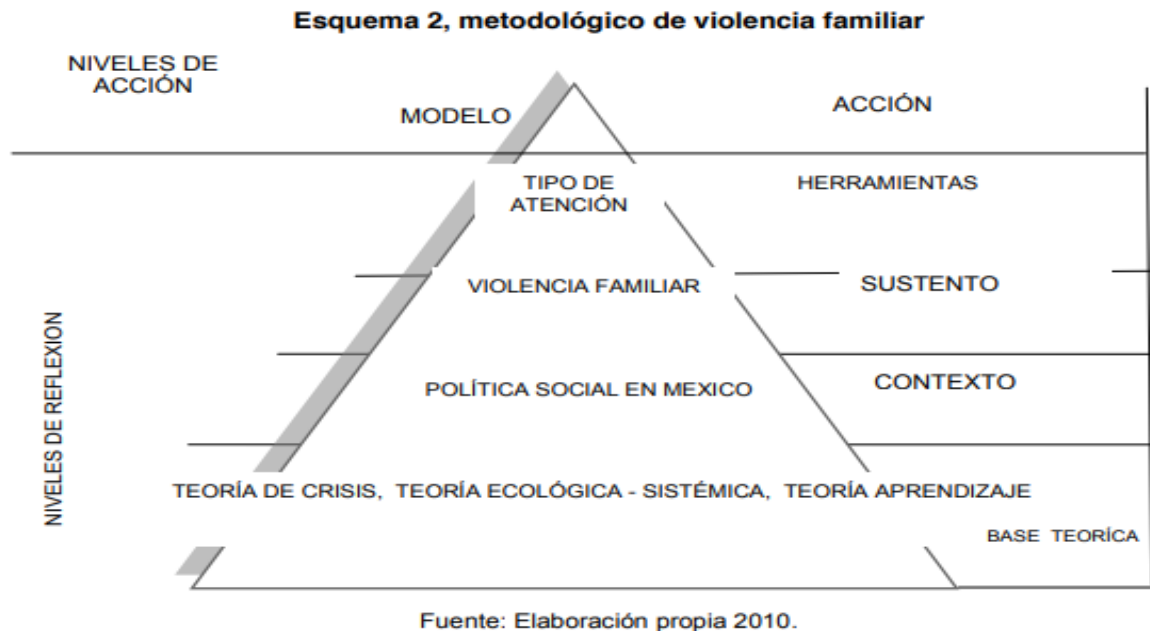 Esquema 2, metodológico de violencia familiar
NIVELES DE
ACCIÓN
MODELO
ACCIÓN
TIPO DE
ATENCIÓN
HERRAMIENTAS
VIOLENCIA FAMILIAR
SUSTENTO
NIVELES DE REFLEXION
POLÍTICA SOCIAL EN MEXICO
CONTEXTO
TEORÍA DE CRISIS, TEORÍA ECOLÓGICA - SISTÉMICA, TEORÍA APRENDIZAJE
BASE TEORÍCA
Fuente: Elaboración propia 2010.